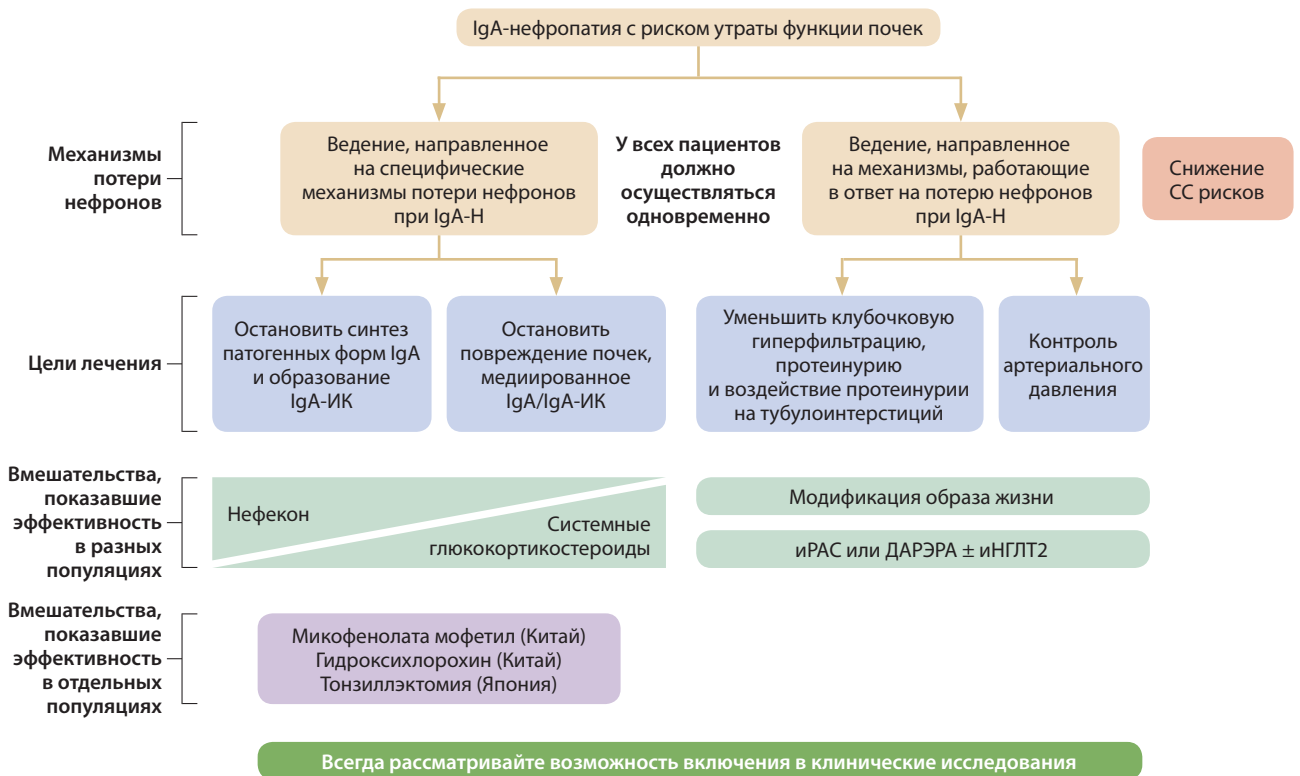 IgA-нефропатия с риском утраты функции почек
Механизмы
потери
нефронов
Ведение, направленное
на специфические
механизмы потери нефронов
при IgA-Н
У всех пациентов
должно
осуществляться
одновременно
Ведение, направленное
на механизмы, работающие
в ответ на потерю нефронов
при IgA-Н
Снижение
СС рисков
Цели лечения
Остановить синтез
патогенных форм IgA
и образование
IgA-ИК
Остановить
повреждение почек,
медиированное
IgA/IgA-ИК
Уменьшить клубочковую
гиперфильтрацию,
протеинурию
и воздействие протеинурии
на тубулоинтерстиций
Контроль
артериального
давления
Вмешательства,
показавшие
эффективность
в разных
популяциях
Нефекон
Системные
глюкокортикостероиды
Модификация образа жизни
иРАС или ДАРЭРА ± иНГЛТ2
Вмешательства,
показавшие
эффективность
в отдельных
популяциях
Микофенолата мофетил (Китай)
Гидроксихлорохин (Китай)
Тонзиллэктомия (Япония)
Всегда рассматривайте возможность включения в клинические исследования